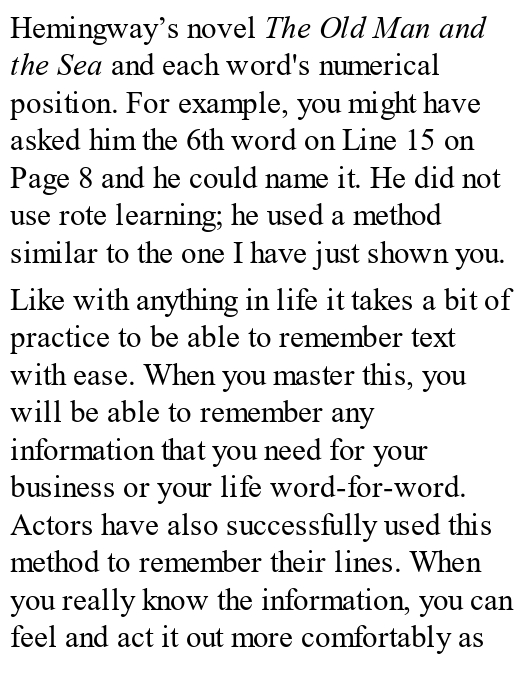 Hemingway’s novel The Old Man and
the Sea and each word's numerical
position. For example, you might have
asked him the 6th word on Line 15 on
Page 8 and he could name it. He did not
use rote learning; he used a method
similar to the one I have just shown you.
Like with anything in life it takes a bit of
practice to be able to remember text
with ease. When you master this, you
will be able to remember any
information that you need for your
business or your life word-for-word.
Actors have also successfully used this
method to remember their lines. When
you really know the information, you can
feel and act it out more comfortably as